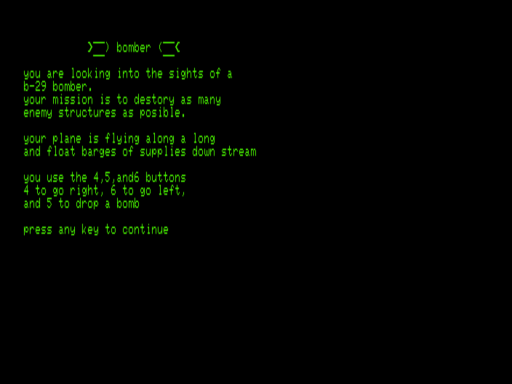 >̅_) bomber (_̅<
you are looking into the sights of a
b-29 bomber.
your mission is to destory as many
enemy structures as posible.
your plane is flying along a long
and float barges of supplies down stream
you use the 4,5,and6 buttons
4 to go right, 6 to go left,
and 5 to drop a bomb
press any key to continue